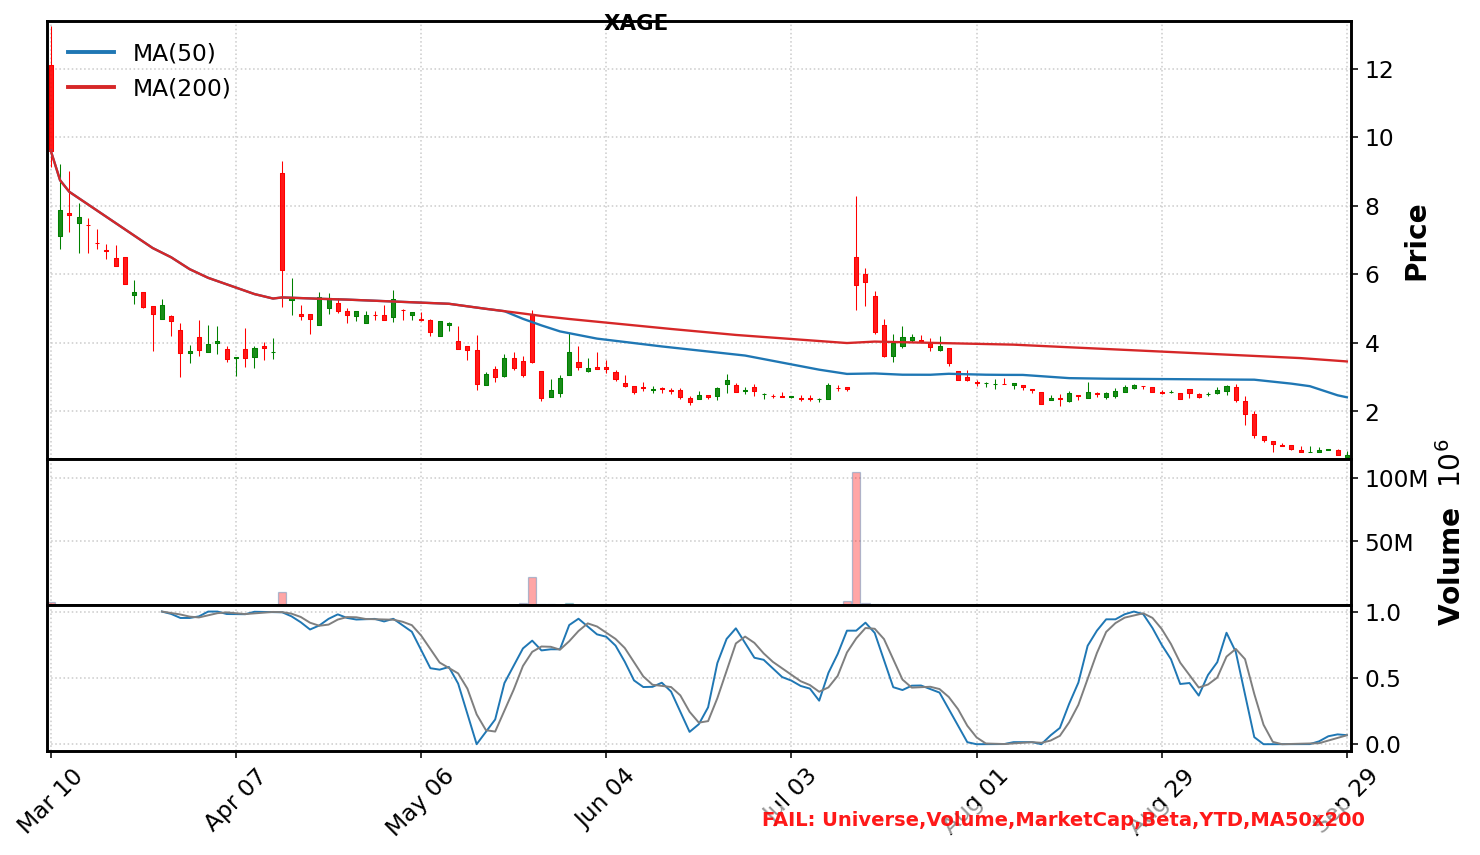 XAGE
MA(50)
MA(200)
12
10
8
6
4
2
Price
100M
50M
Volume 10^6
1.0
0.5
0.0
Mar 10
Apr 07
May 06
Jun 04
Jul 03
Aug 01
Aug 29
Sep 29
FAIL: Universe,Volume,MarketCap,Beta,YTD,MA50x200